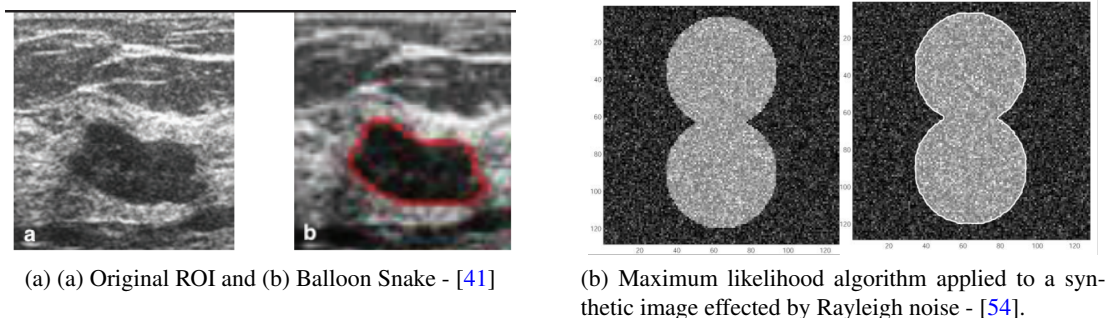 a
b
20
40
60
80
100
120
20 40 60 80 100 120
20
40
60
80
100
120
20 40 60 80 100 120
(a) (a) Original ROI and (b) Balloon Snake - [41]
(b) Maximum likelihood algorithm applied to a syn-
thetic image effected by Rayleigh noise - [54].